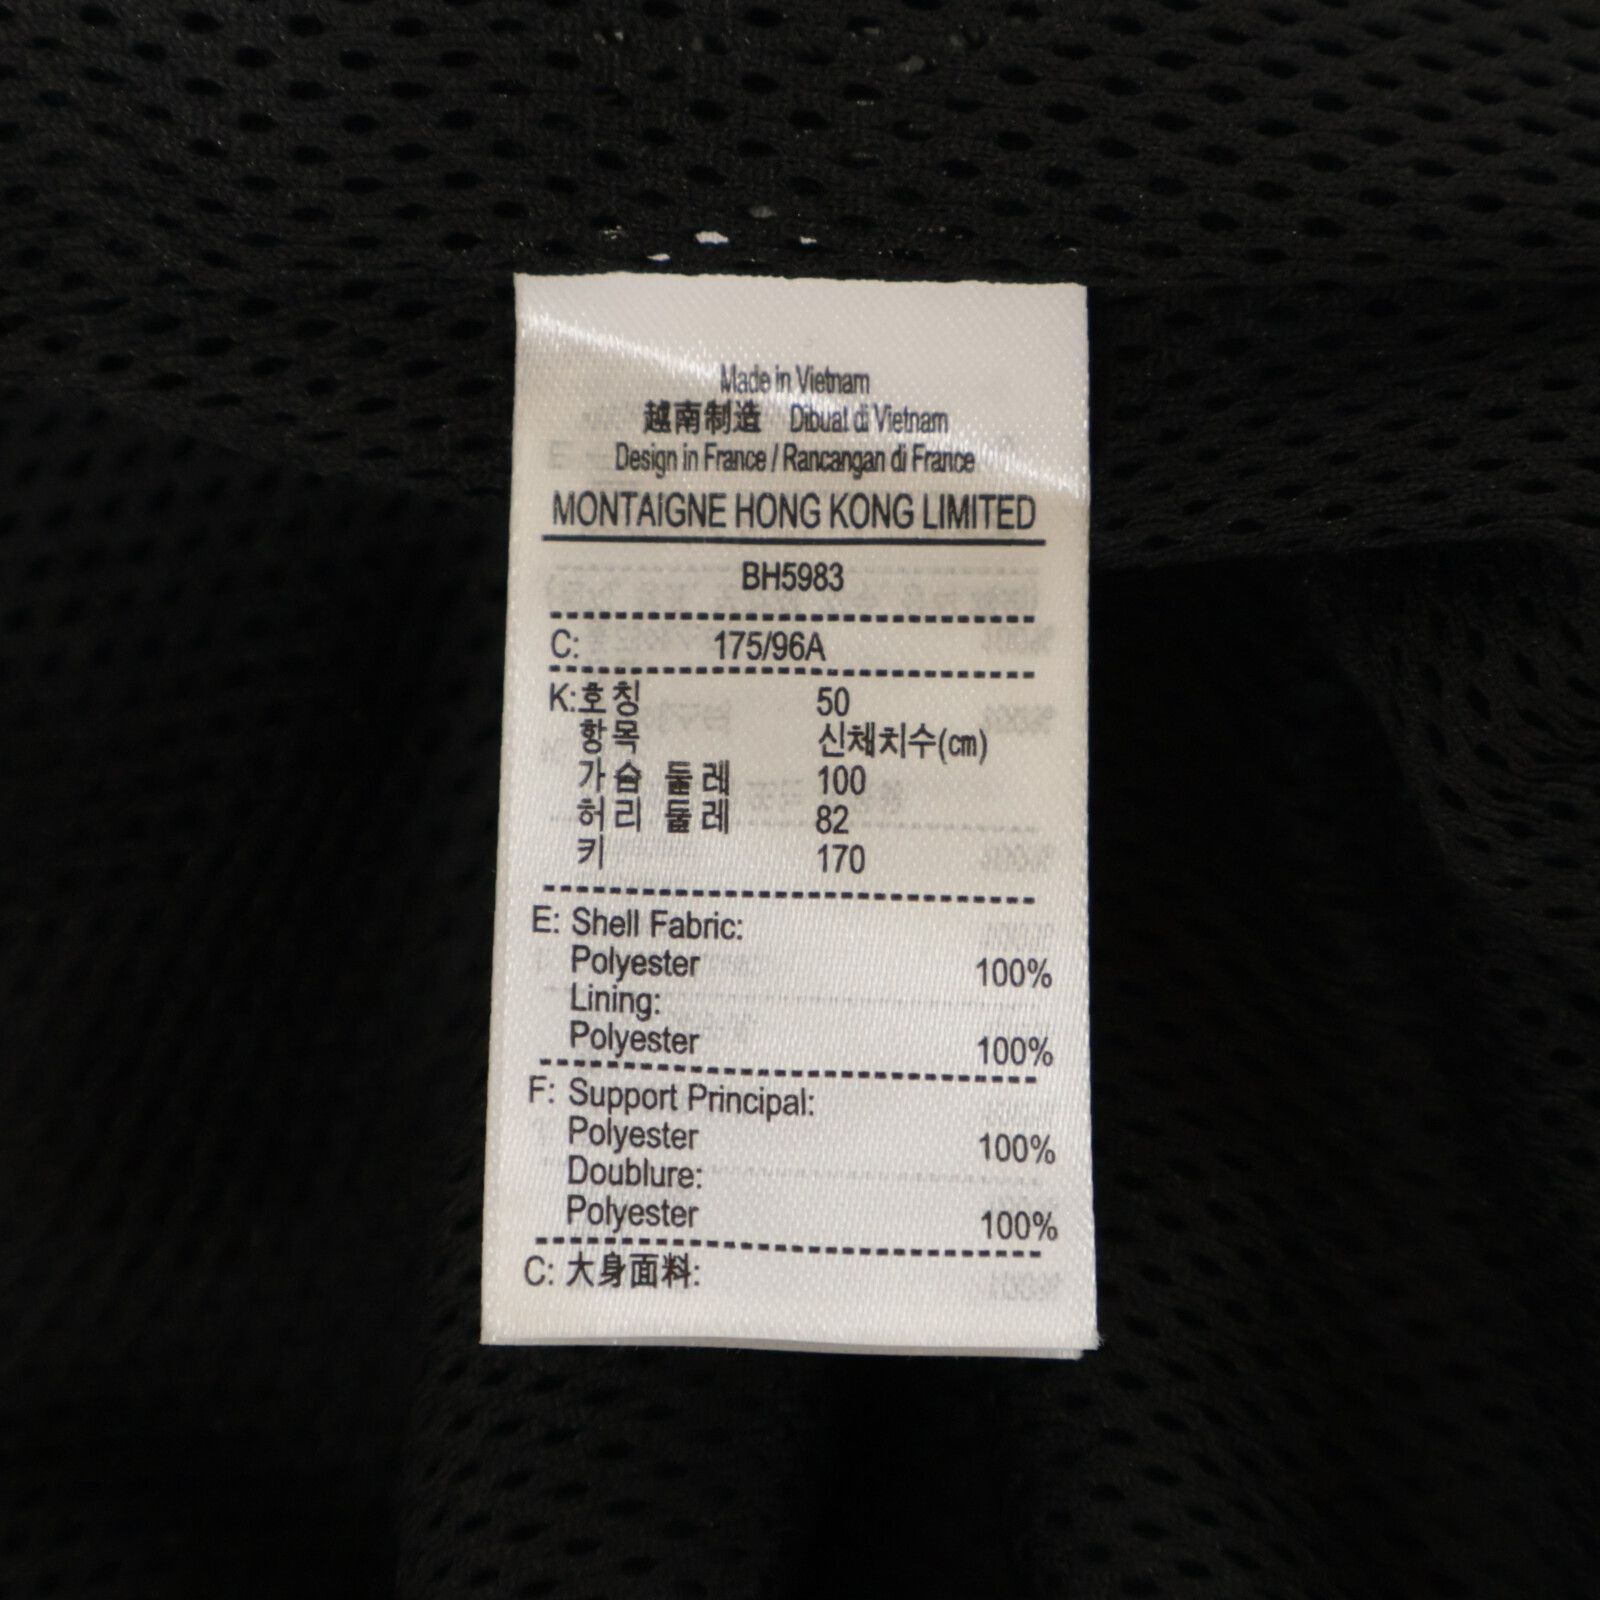 Made in Vietnam
越南制造 Dibuat di Vietnam
Design in France / Rancangan di France
MONTAIGNE HONG KONG LIMITED
BH5983
C: 175/96A
K:호칭 50
항목 신체치수(cm)
가슴 둘레 100
허리 둘레 82
키 170
E: Shell Fabric:
Polyester 100%
Lining:
Polyester 100%
F: Support Principal:
Polyester 100%
Doublure:
Polyester 100%
C: 大身面料: